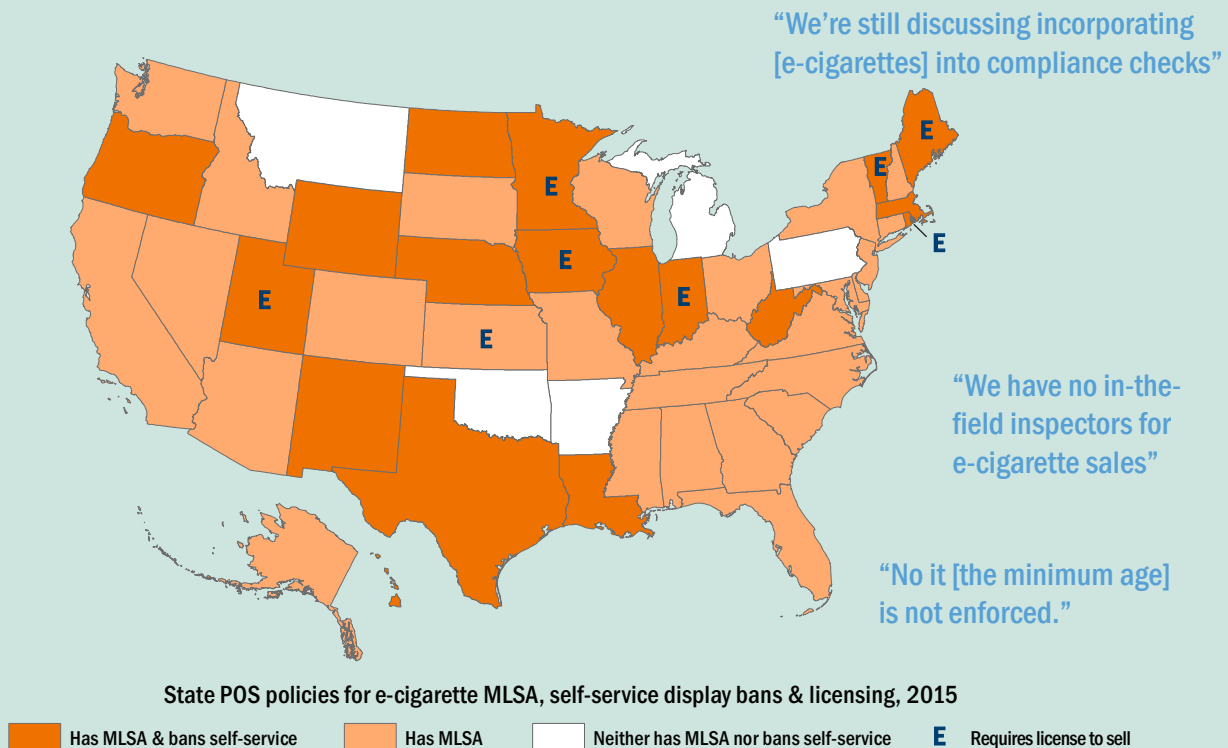 “We’re still discussing incorporating
[e-cigarettes] into compliance checks”
E
E
E
E
E
E
E
E
“We have no in-the-
field inspectors for
e-cigarette sales”
“No it [the minimum age]
is not enforced.”
State POS policies for e-cigarette MLSA, self-service display bans & licensing, 2015
Has MLSA & bans self-service
Has MLSA
Neither has MLSA nor bans self-service
E Requires license to sell